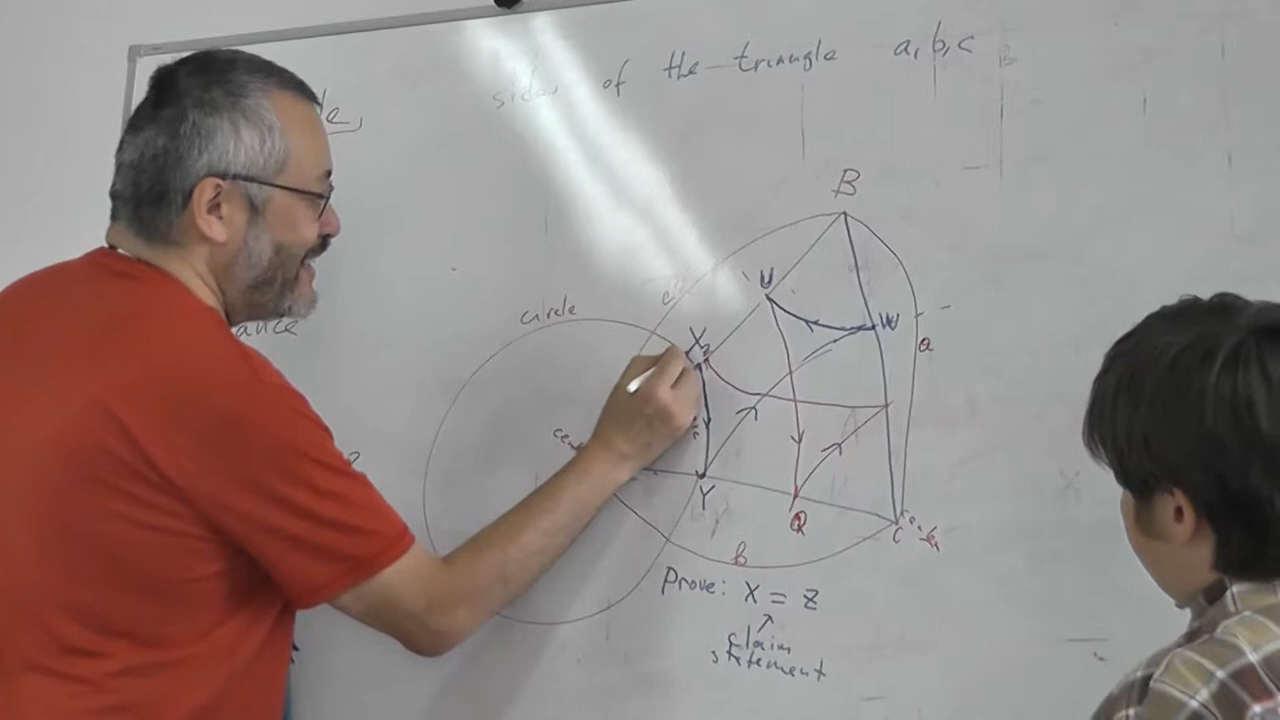 sides of the triangle a, b, c
B
U
circle
c
X
W
a
Y
Q
C
b
Prove: X = Z
claim
statement